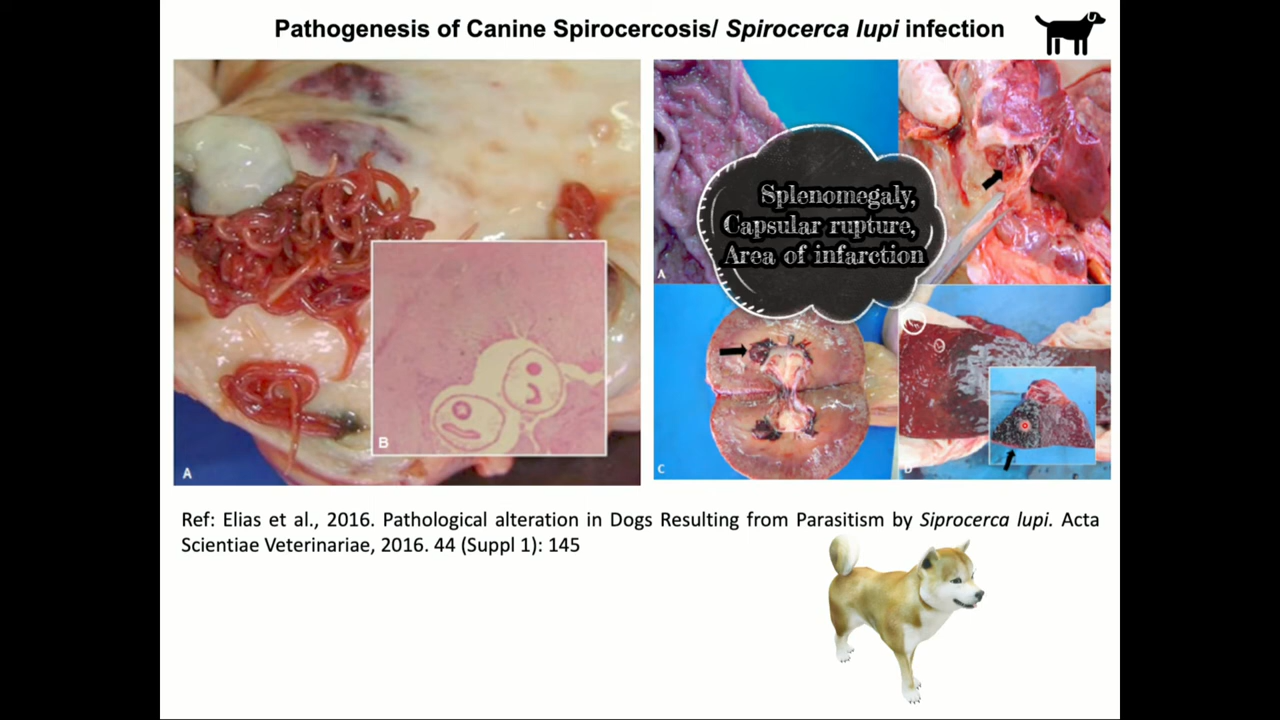 Pathogenesis of Canine Spirocercosis/ Spirocerca lupi infection
A
B
A
C
D
Splenomegaly,
Capsular rupture,
Area of infarction
Ref: Elias et al., 2016. Pathological alteration in Dogs Resulting from Parasitism by Siprocerca lupi. Acta
Scientiae Veterinariae, 2016. 44 (Suppl 1): 145